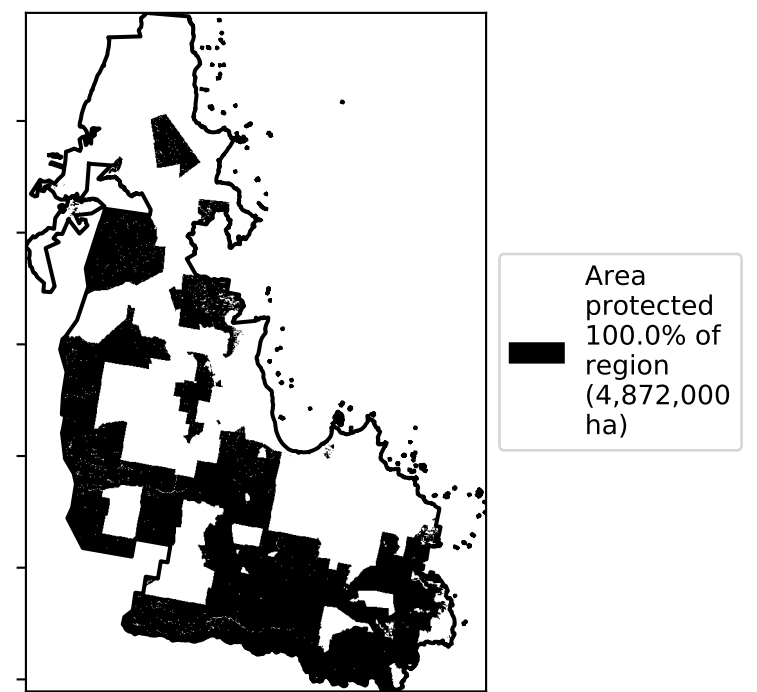 Area
protected
100.0% of
region
(4,872,000
ha)